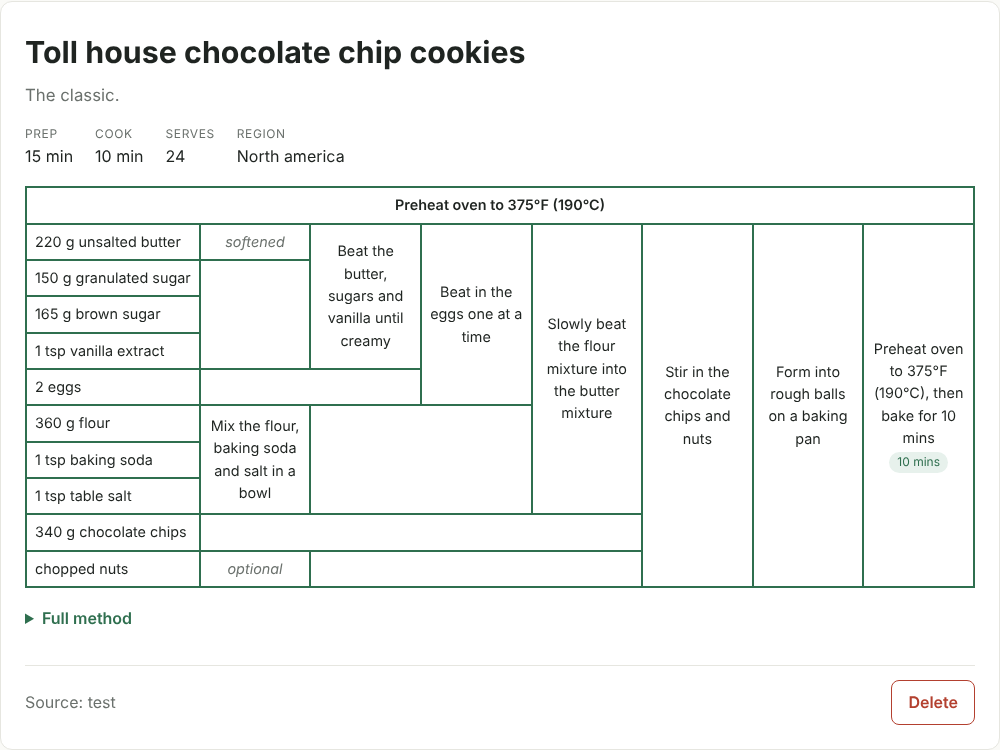 Toll house chocolate chip cookies
The classic.
PREP COOK SERVES REGION
15 min 10 min 24 North america
Preheat oven to 375°F (190°C)
220 g unsalted butter
softened
150 g granulated sugar
165 g brown sugar
1 tsp vanilla extract
Beat the
butter,
sugars and
vanilla until
creamy
2 eggs
Beat in the
eggs one at a
time
360 g flour
1 tsp baking soda
1 tsp table salt
Mix the flour,
baking soda
and salt in a
bowl
Slowly beat
the flour
mixture into
the butter
mixture
340 g chocolate chips
chopped nuts
optional
Stir in the
chocolate
chips and
nuts
Form into
rough balls
on a baking
pan
Preheat oven
to 375°F
(190°C), then
bake for 10
mins
10 mins
Full method
Source: test
Delete